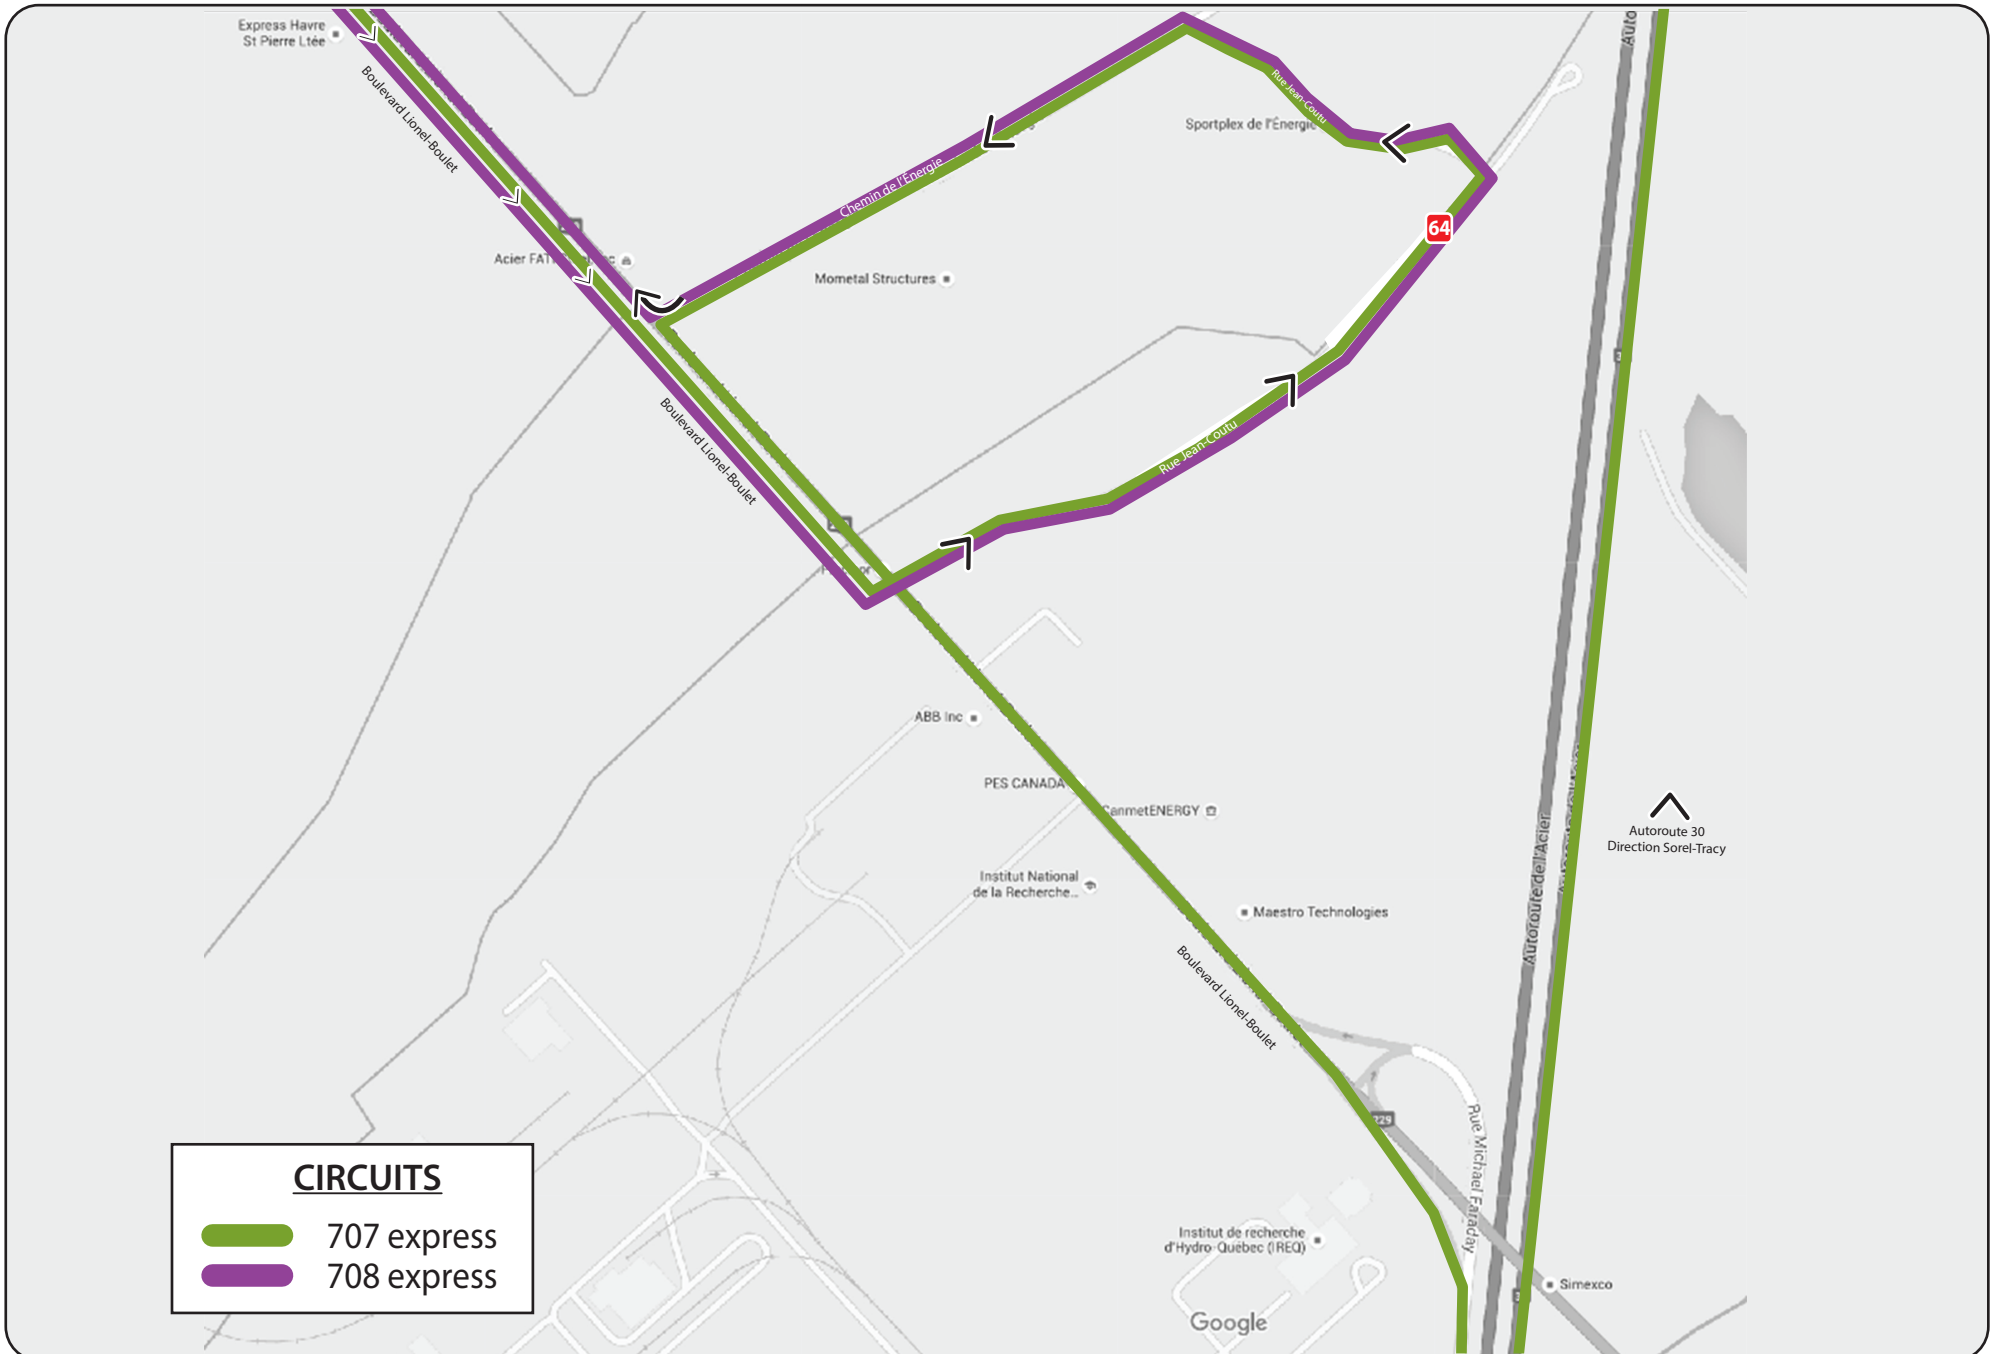 Express Havre
St Pierre Ltée
Boulevard Lionel-Boulet
Rue Jean-Coutu
Sportplex de l'Énergie
Chemin de l'Énergie
64
Acier
Mometal Structures
Boulevard Lionel-Boulet
Rue Jean-Coutu
ABB Inc
PES CANADA
CanmetENERGY
Institut National
de la Recherche...
Maestro Technologies
Boulevard Lionel-Boulet
Autoroute de l'Acier
Autoroute 30
Direction Sorel-Tracy
229
Rue Michael Faraday
Institut de recherche
d'Hydro-Québec (IREQ)
Simexco
Google
CIRCUITS
707 express
708 express